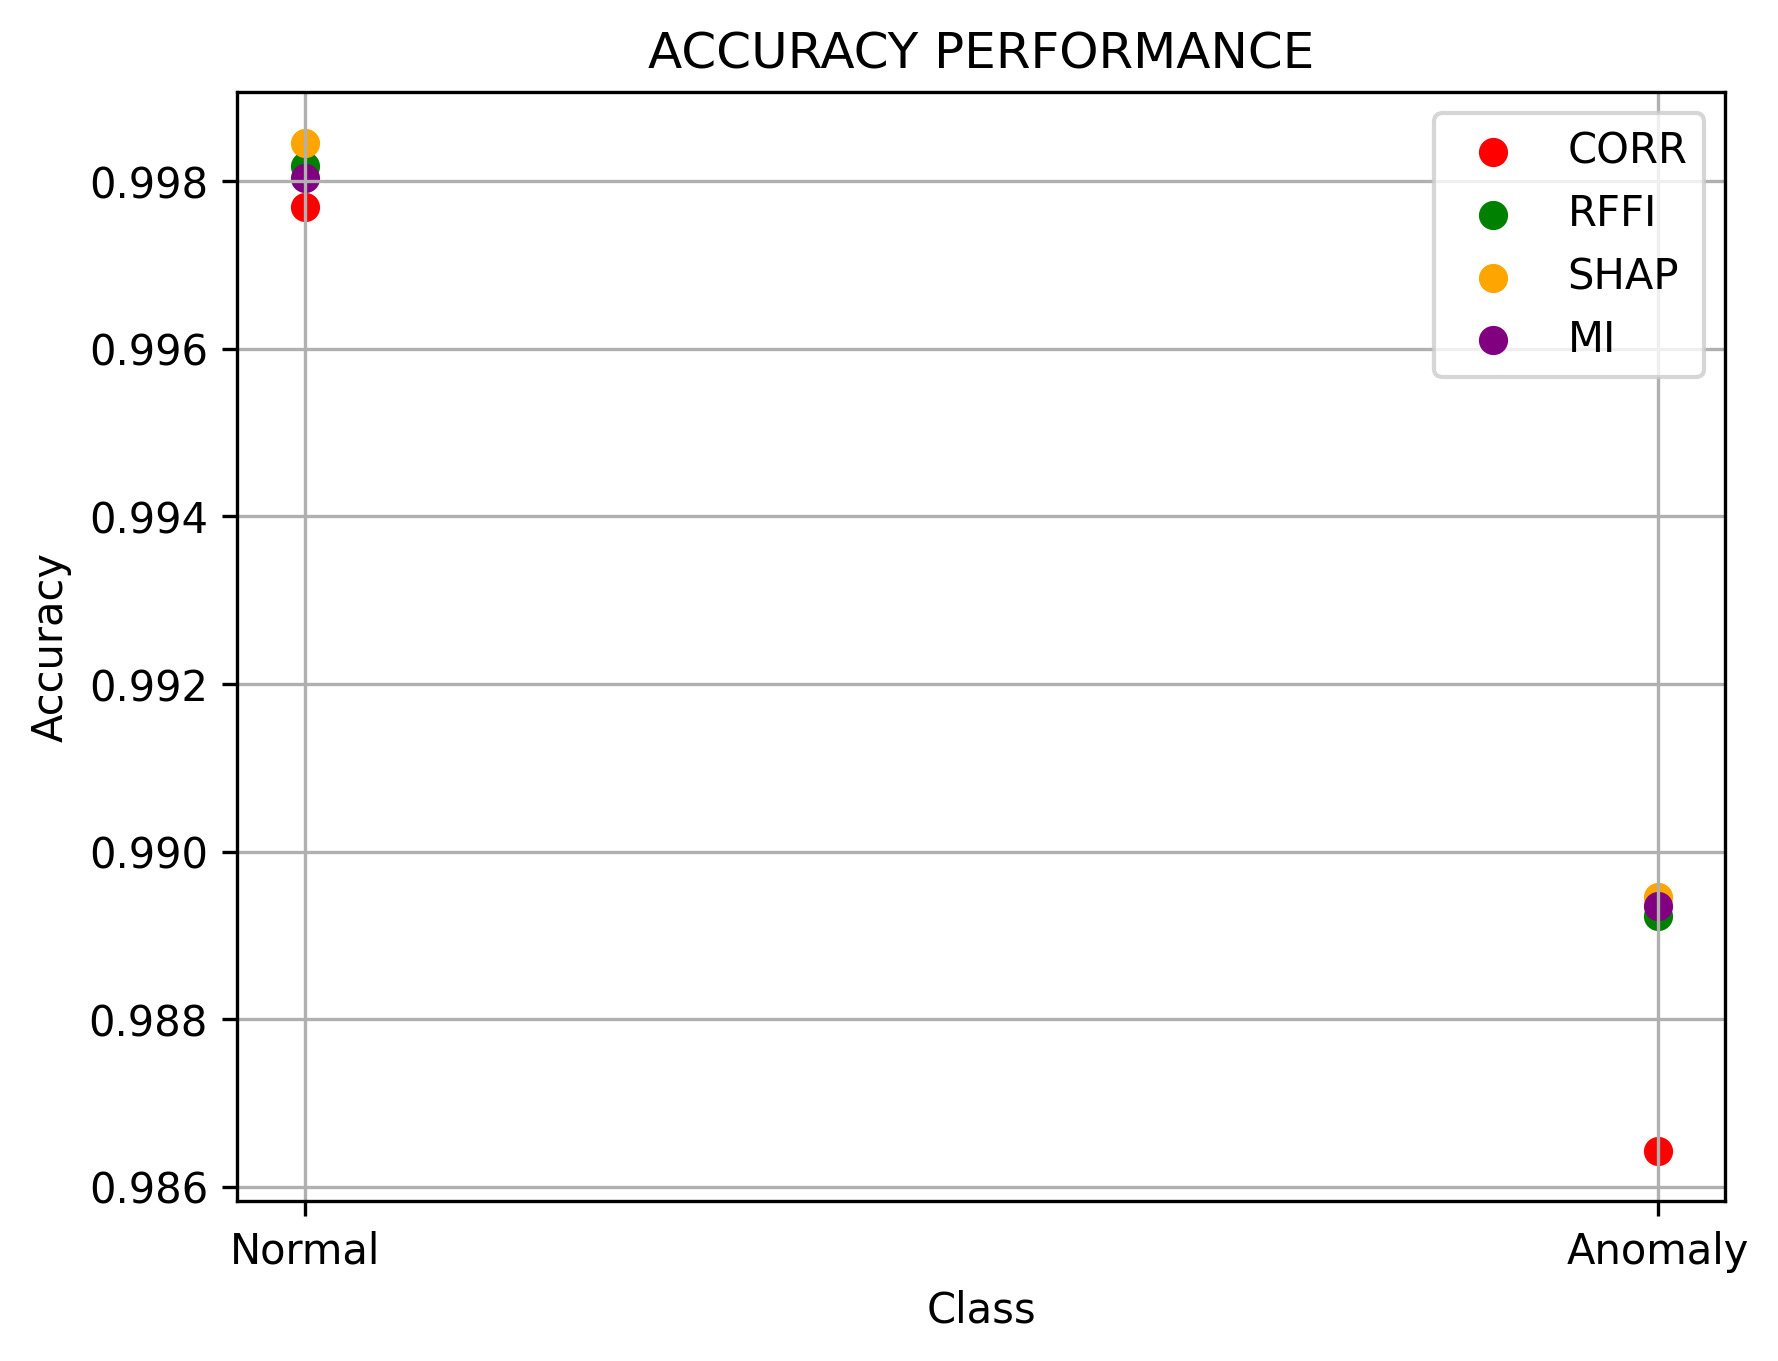 ACCURACY PERFORMANCE
CORR
RFFI
SHAP
MI
0.998
0.996
0.994
0.992
0.990
0.988
0.986
Accuracy
Normal
Anomaly
Class